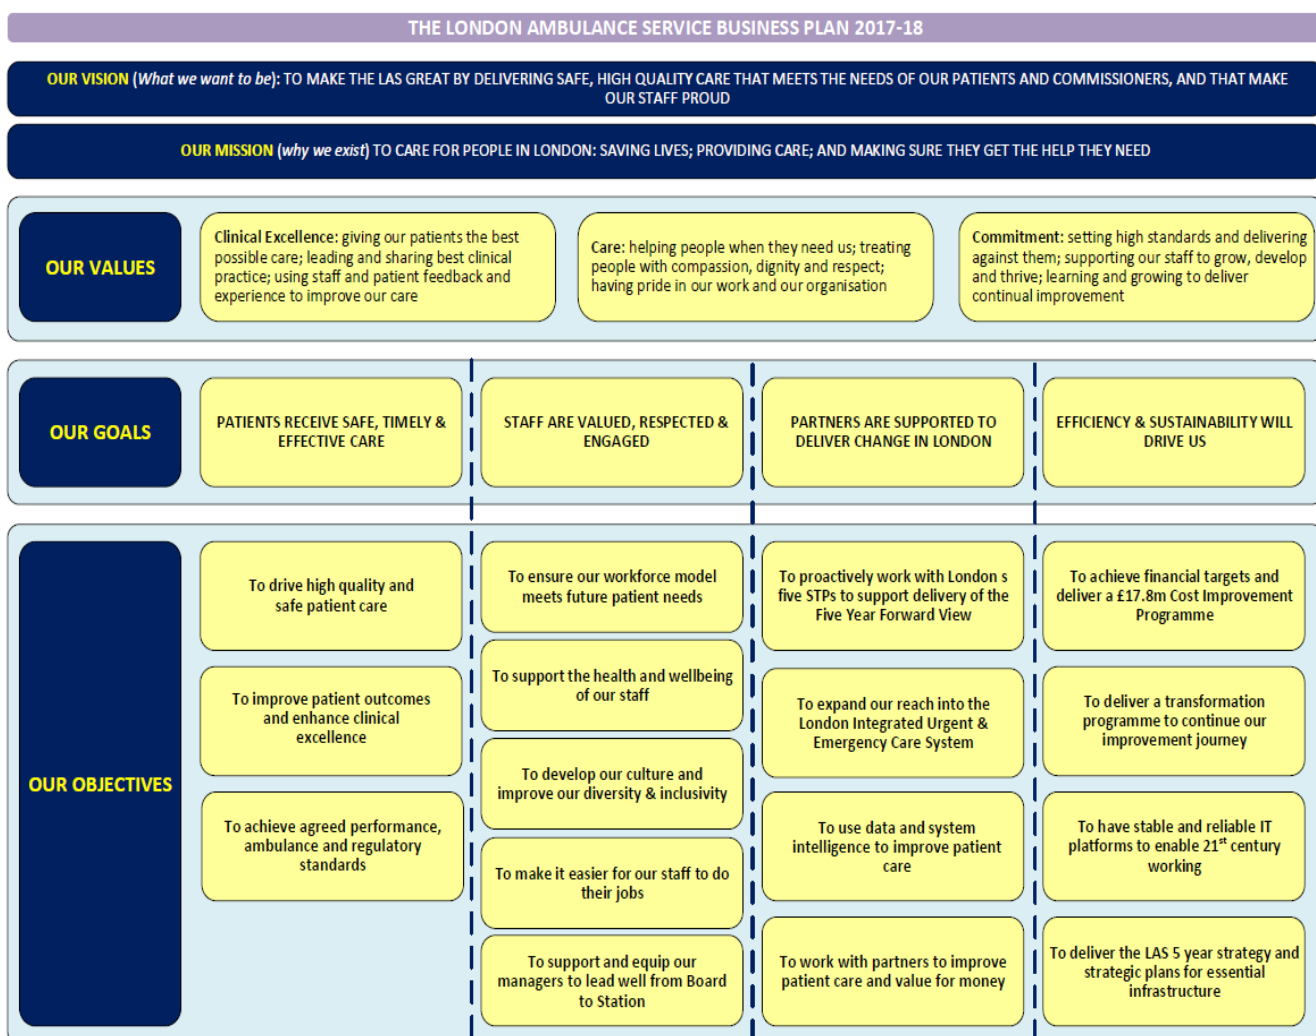 THE LONDON AMBULANCE SERVICE BUSINESS PLAN 2017-18
OUR VISION (What we want to be): TO MAKE THE LAS GREAT BY DELIVERING SAFE, HIGH QUALITY CARE THAT MEETS THE NEEDS OF OUR PATIENTS AND COMMISSIONERS, AND THAT MAKE
OUR STAFF PROUD
OUR MISSION (why we exist) TO CARE FOR PEOPLE IN LONDON: SAVING LIVES; PROVIDING CARE; AND MAKING SURE THEY GET THE HELP THEY NEED
OUR VALUES
Clinical Excellence: giving our patients the best
possible care; leading and sharing best clinical
practice; using staff and patient feedback and
experience to improve our care
Care: helping people when they need us; treating
people with compassion, dignity and respect;
having pride in our work and our organisation
Commitment: setting high standards and delivering
against them; supporting our staff to grow, develop
and thrive; learning and growing to deliver
continual improvement
OUR GOALS
PATIENTS RECEIVE SAFE, TIMELY &
EFFECTIVE CARE
STAFF ARE VALUED, RESPECTED &
ENGAGED
PARTNERS ARE SUPPORTED TO
DELIVER CHANGE IN LONDON
EFFICIENCY & SUSTAINABILITY WILL
DRIVE US
OUR OBJECTIVES
To drive high quality and
safe patient care
To improve patient outcomes
and enhance clinical
excellence
To achieve agreed performance,
ambulance and regulatory
standards
To ensure our workforce model
meets future patient needs
To support the health and wellbeing
of our staff
To develop our culture and
improve our diversity & inclusivity
To make it easier for our staff to do
their jobs
To support and equip our
managers to lead well from Board
to Station
To proactively work with London s
five STPs to support delivery of the
Five Year Forward View
To expand our reach into the
London Integrated Urgent &
Emergency Care System
To use data and system
intelligence to improve patient
care
To work with partners to improve
patient care and value for money
To achieve financial targets and
deliver a £17.8m Cost Improvement
Programme
To deliver a transformation
programme to continue our
improvement journey
To have stable and reliable IT
platforms to enable 21st century
working
To deliver the LAS 5 year strategy and
strategic plans for essential
infrastructure